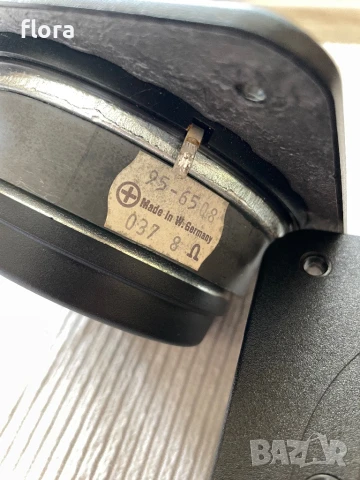 flora
95-6508
Made in W. Germany
037 8 Ω
BAZAR